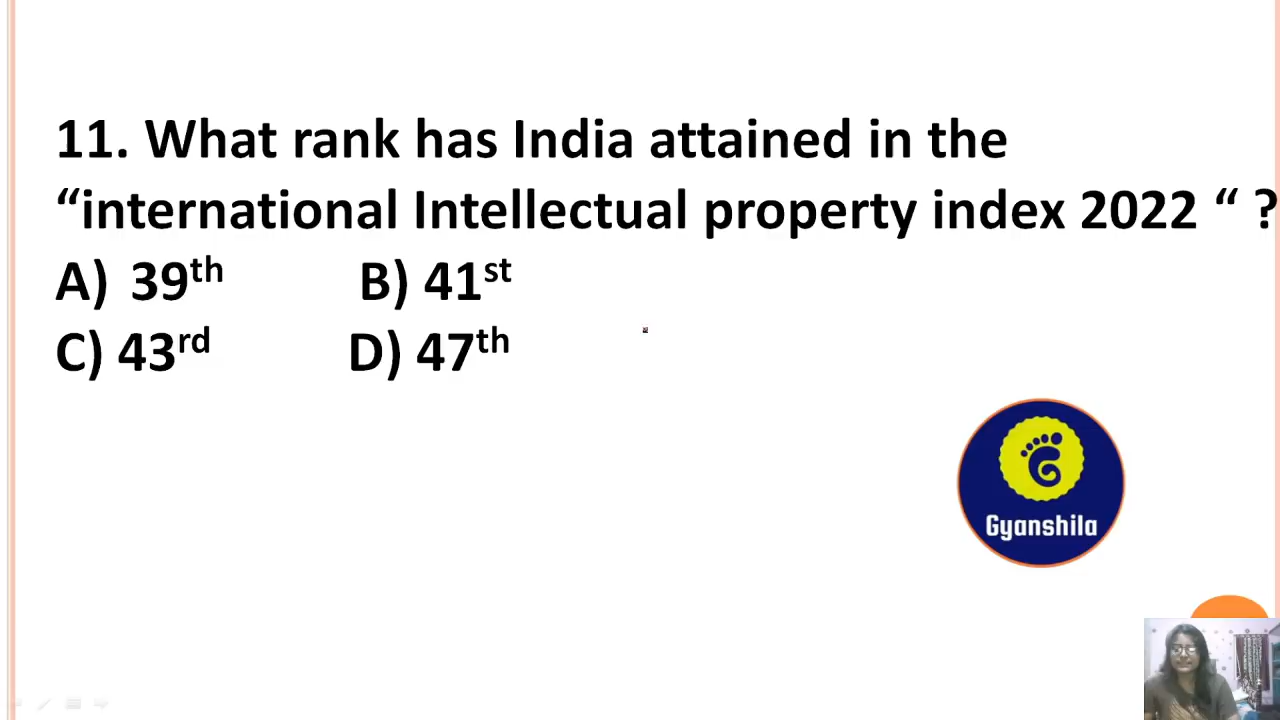 11. What rank has India attained in the
“international Intellectual property index 2022 “ ?
A) 39th B) 41st
C) 43rd D) 47th
Gyanshila